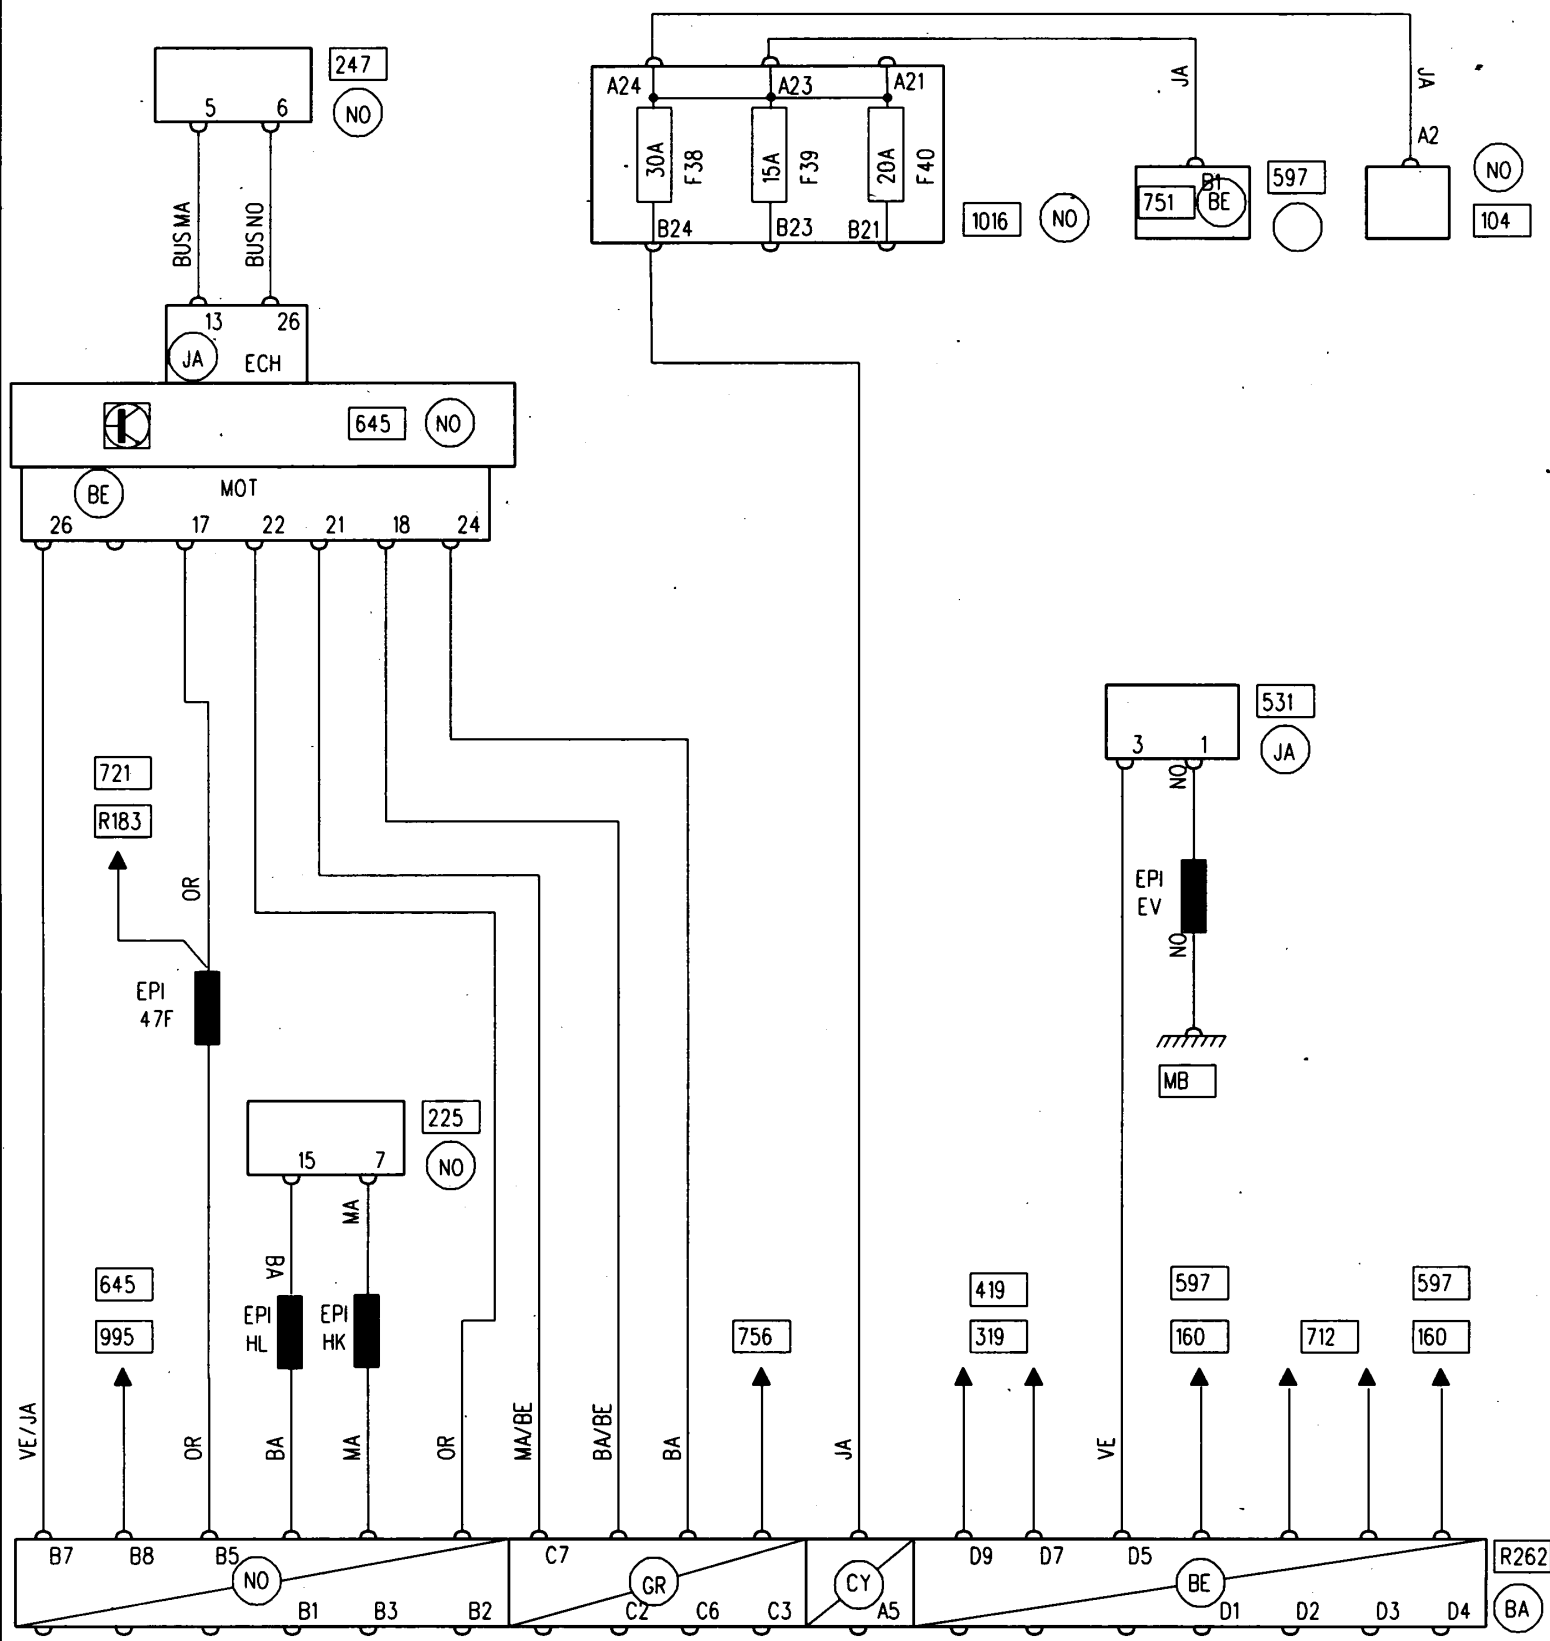 247
NO
5 6
BUS MA
BUS NO
13 26
JA ECH
645 NO
BE MOT
26 17 22 21 18 24
A24 A23 A21
30A F38
15A F39
20A F40
B24 B23 B21
1016 NO
JA
B1
751 BE
597
JA
A2
NO
104
531
3 1
JA
NO
EPI
EV
NO
MB
721
R183
OR
EPI
47F
225
15 7
NO
MA
BA
EPI
HL
EPI
HK
645
995
756
419
319
597
160
712
597
160
VE/JA
OR
BA
MA
OR
MA/BE
BA/BE
BA
JA
VE
B7 B8 B5 C7 D9 D7 D5
R262
NO GR CY BE
B1 B3 B2 C2 C6 C3 A5 D1 D2 D3 D4
BA